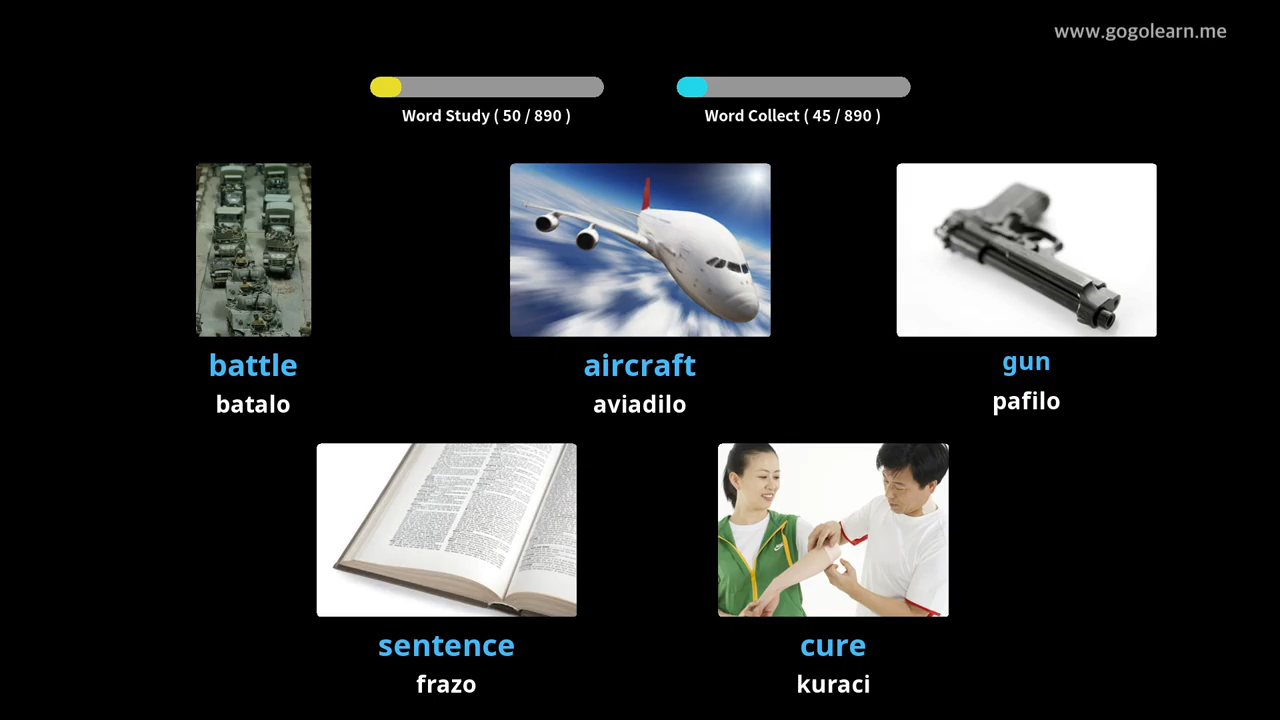 www.gogolearn.me
Word Study ( 50 / 890 )
Word Collect ( 45 / 890 )
battle
batalo
aircraft
aviadilo
gun
pafilo
sentence
frazo
cure
kuraci